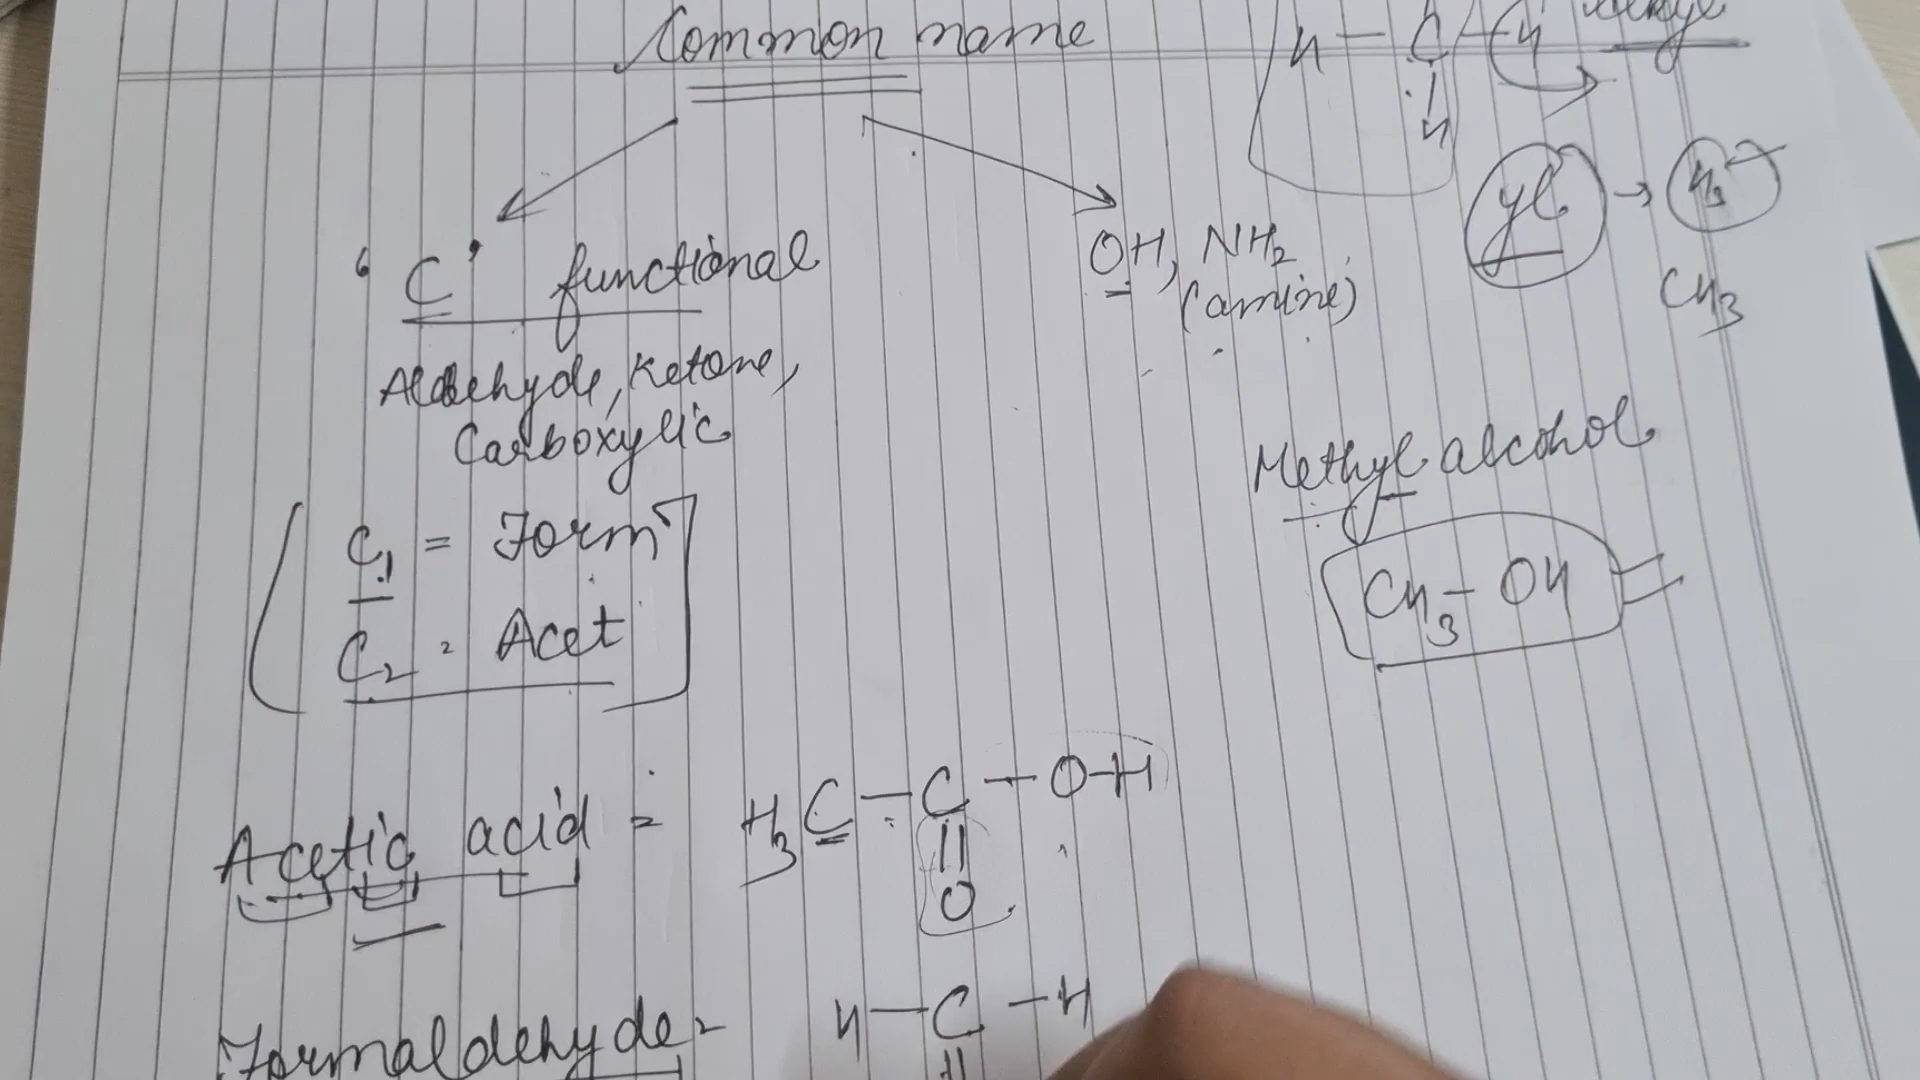 Common name
H - C - H
H
yl → H
CH3
"C" functional
OH, NH2
(amine)
Aldehyde, Ketone,
Carboxylic
Methyl alcohol
C1 = Form
CH3 - OH
C2 = Acet
Acetic acid = H3C - C - OH
O
Formaldehyde = H - C - H